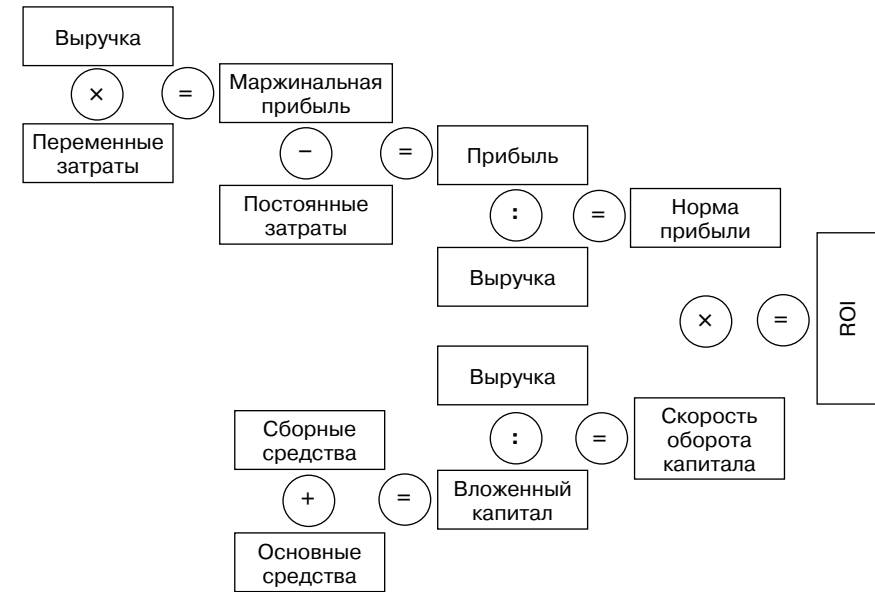 Выручка
×
=
Переменные
затраты
Маржинальная
прибыль
−
=
Постоянные
затраты
Прибыль
:
=
Выручка
Норма
прибыли
×
=
ROI
Выручка
:
=
Скорость
оборота
капитала
Сборные
средства
+
=
Основные
средства
Вложенный
капитал